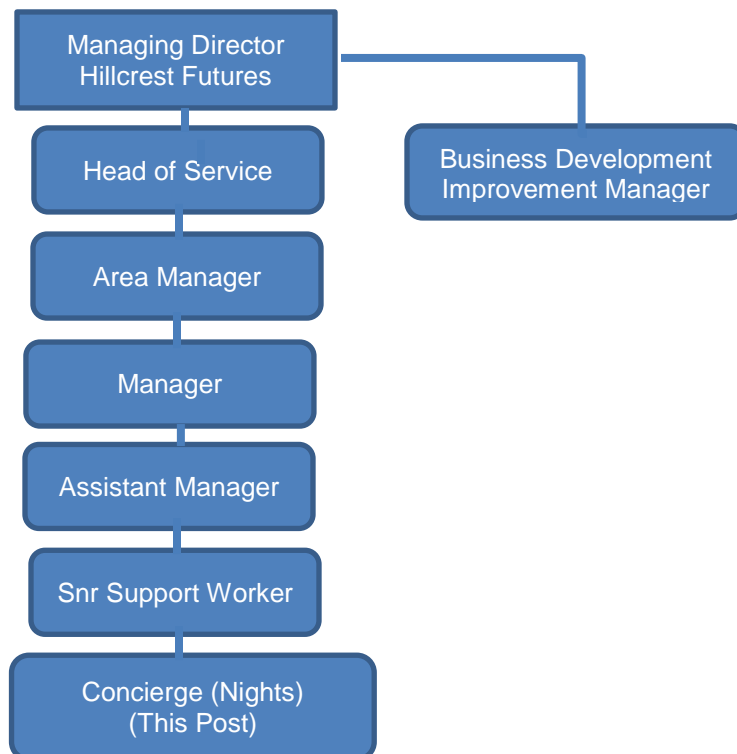 Managing Director
Hillcrest Futures
Head of Service
Business Development
Improvement Manager
Area Manager
Manager
Assistant Manager
Snr Support Worker
Concierge (Nights)
(This Post)